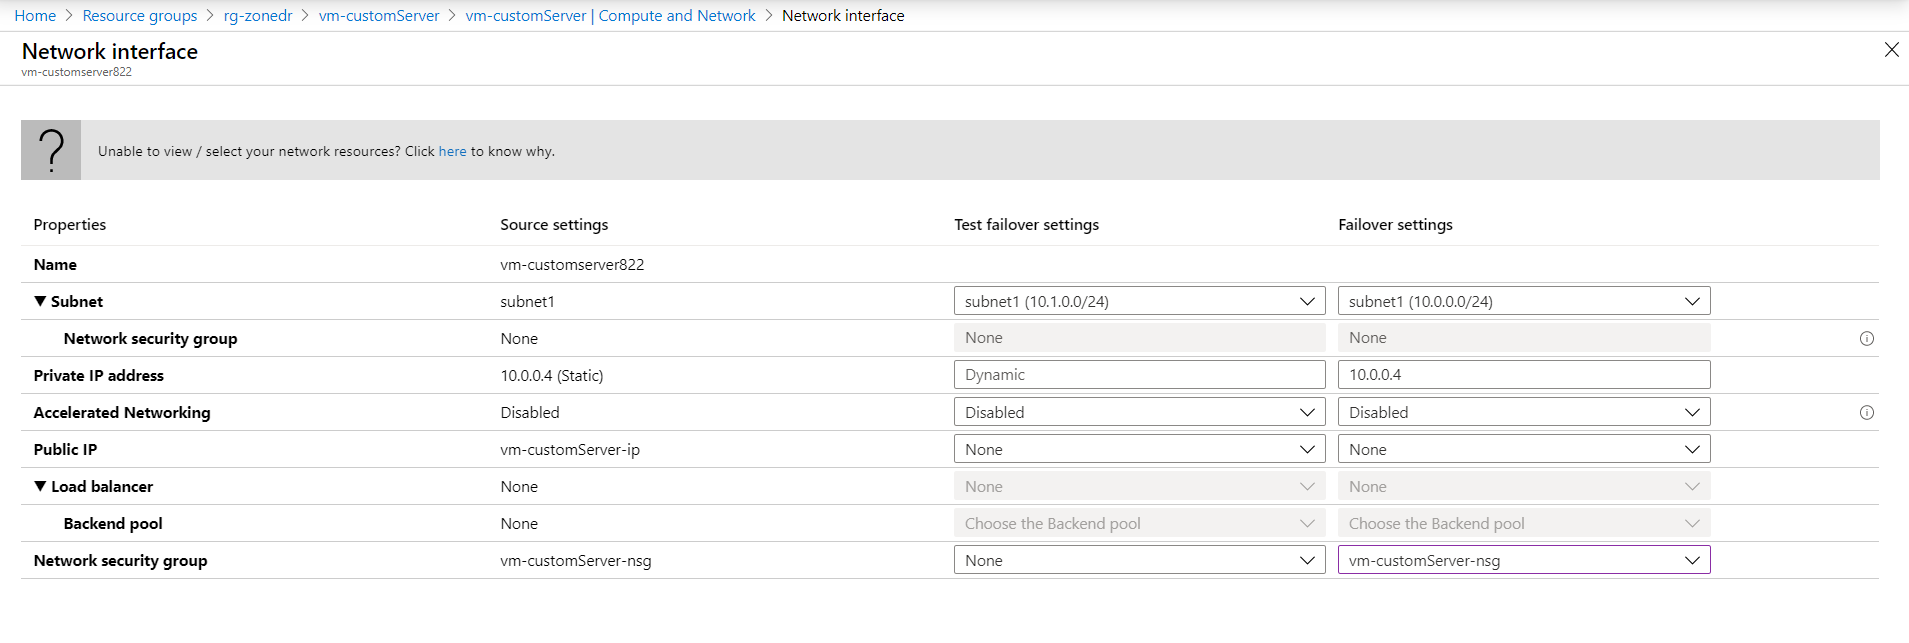 Home > Resource groups > rg-zonedr > vm-customServer > vm-customServer | Compute and Network > Network interface
Network interface
vm-customserver822
? Unable to view / select your network resources? Click here to know why.
Properties Source settings Test failover settings Failover settings
Name vm-customserver822
Subnet subnet1 subnet1 (10.1.0.0/24) subnet1 (10.0.0.0/24)
Network security group None None None
Private IP address 10.0.0.4 (Static) Dynamic 10.0.0.4
Accelerated Networking Disabled Disabled Disabled
Public IP vm-customServer-ip None None
Load balancer None None None
Backend pool None Choose the Backend pool Choose the Backend pool
Network security group vm-customServer-nsg None vm-customServer-nsg